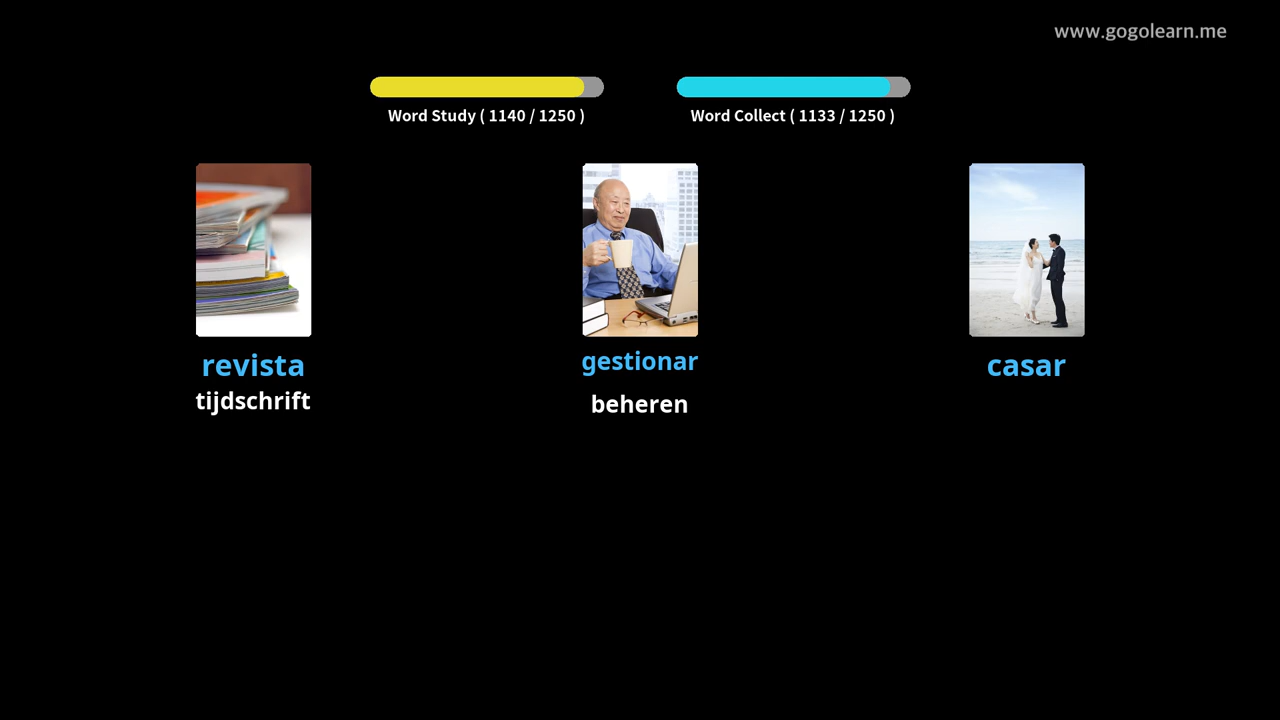 www.gogolearn.me
Word Study ( 1140 / 1250 )
Word Collect ( 1133 / 1250 )
revista
tijdschrift
gestionar
beheren
casar